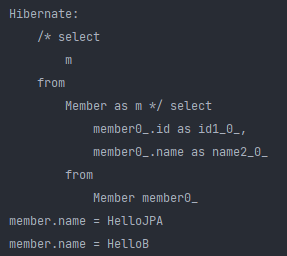 Hibernate:
    /* select
        m
    from
        Member as m */ select
            member0_.id as id1_0_,
            member0_.name as name2_0_
        from
            Member member0_
member.name = HelloJPA
member.name = HelloB